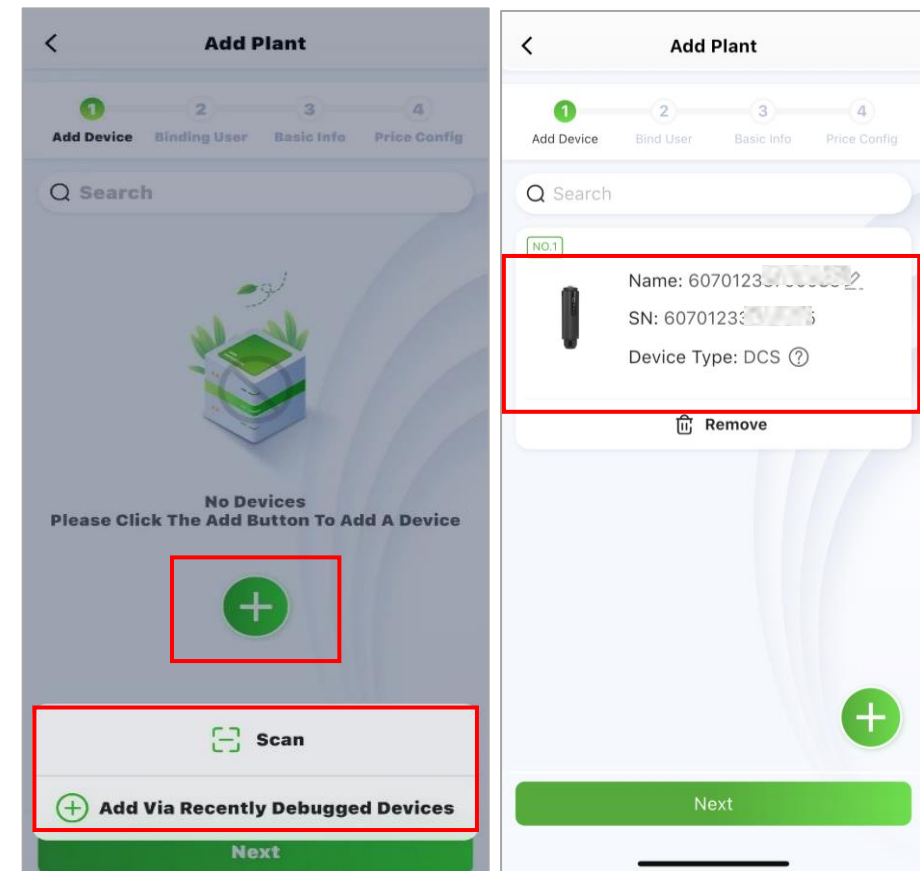 Add Plant
1 2 3 4
Add Device Binding User Basic Info Price Config
Search
No Devices
Please Click The Add Button To Add A Device
Scan
Add Via Recently Debugged Devices
Next
Add Plant
1 2 3 4
Add Device Bind User Basic Info Price Config
Search
NO.1
Name:
SN:
Device Type: DCS
Remove
Next